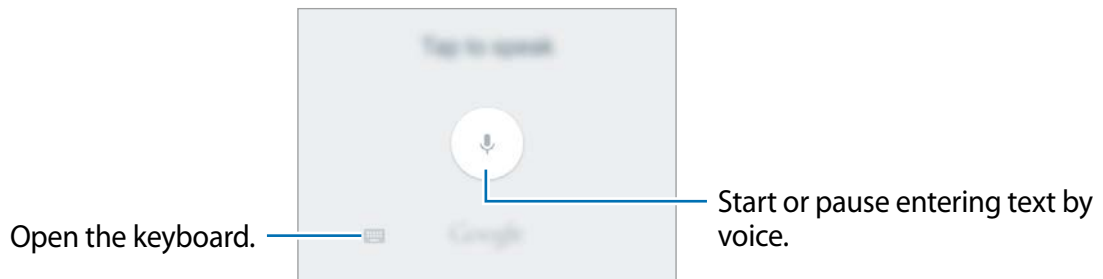 Tap to speak
Start or pause entering text by
voice.
Open the keyboard.
Google